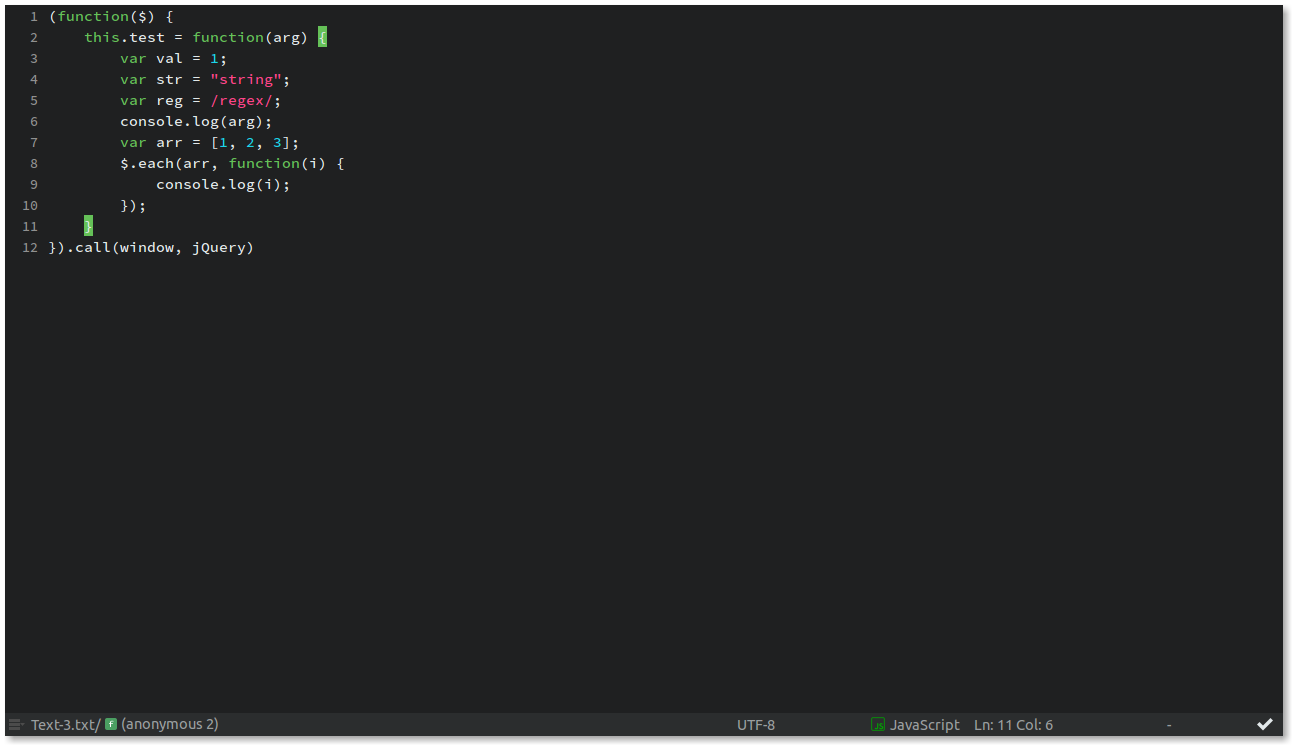 1 (function($) {
2     this.test = function(arg) {
3         var val = 1;
4         var str = "string";
5         var reg = /regex/;
6         console.log(arg);
7         var arr = [1, 2, 3];
8         $.each(arr, function(i) {
9             console.log(i);
10         });
11     }
12 }).call(window, jQuery)
Text-3.txt/ f (anonymous 2) UTF-8 JS JavaScript Ln: 11 Col: 6 -